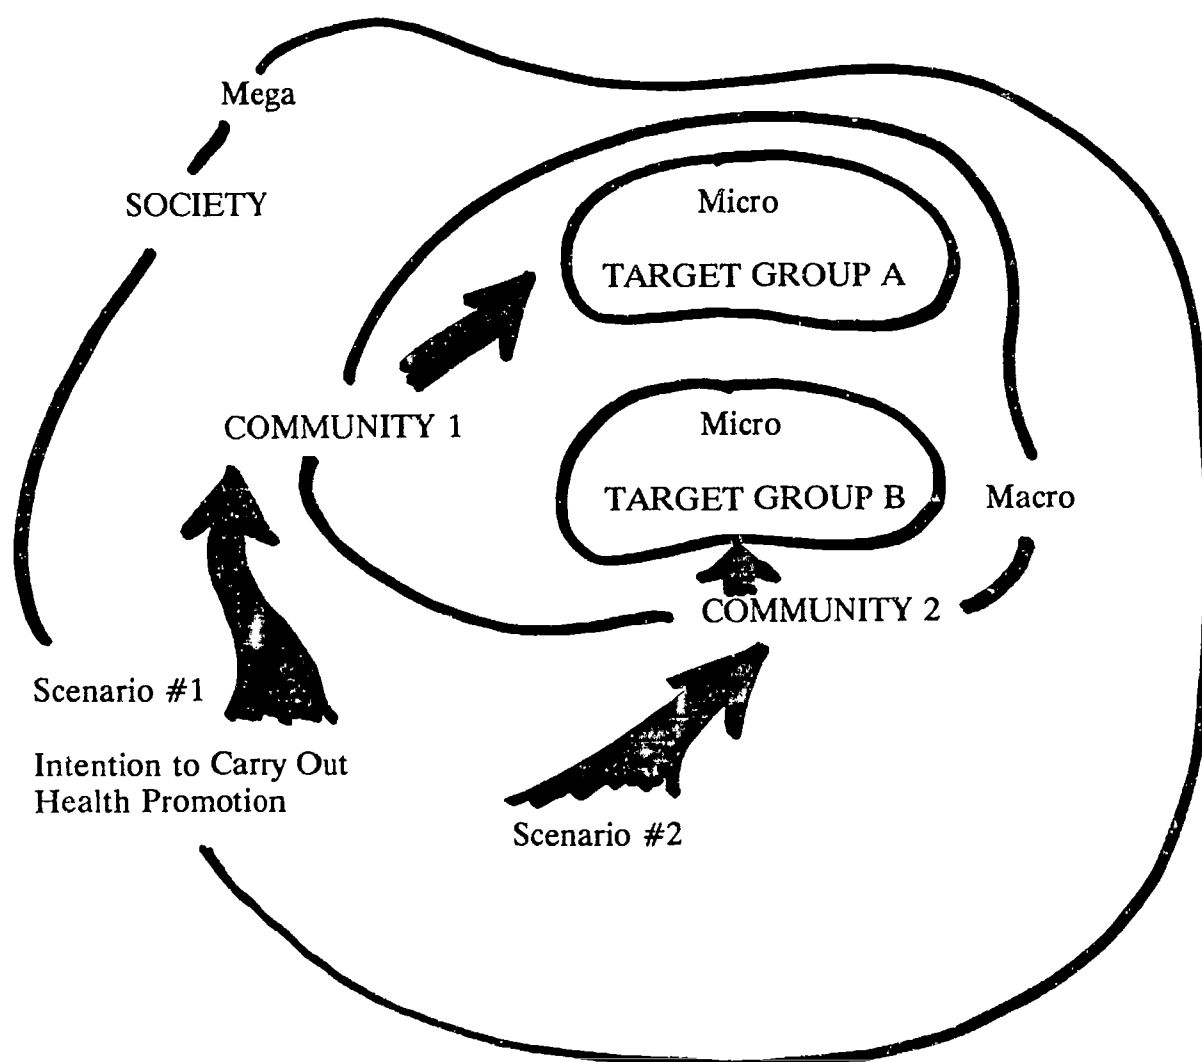 Mega
SOCIETY
Micro
TARGET GROUP A
COMMUNITY 1
Micro
TARGET GROUP B
Macro
COMMUNITY 2
Scenario #1
Intention to Carry Out
Health Promotion
Scenario #2